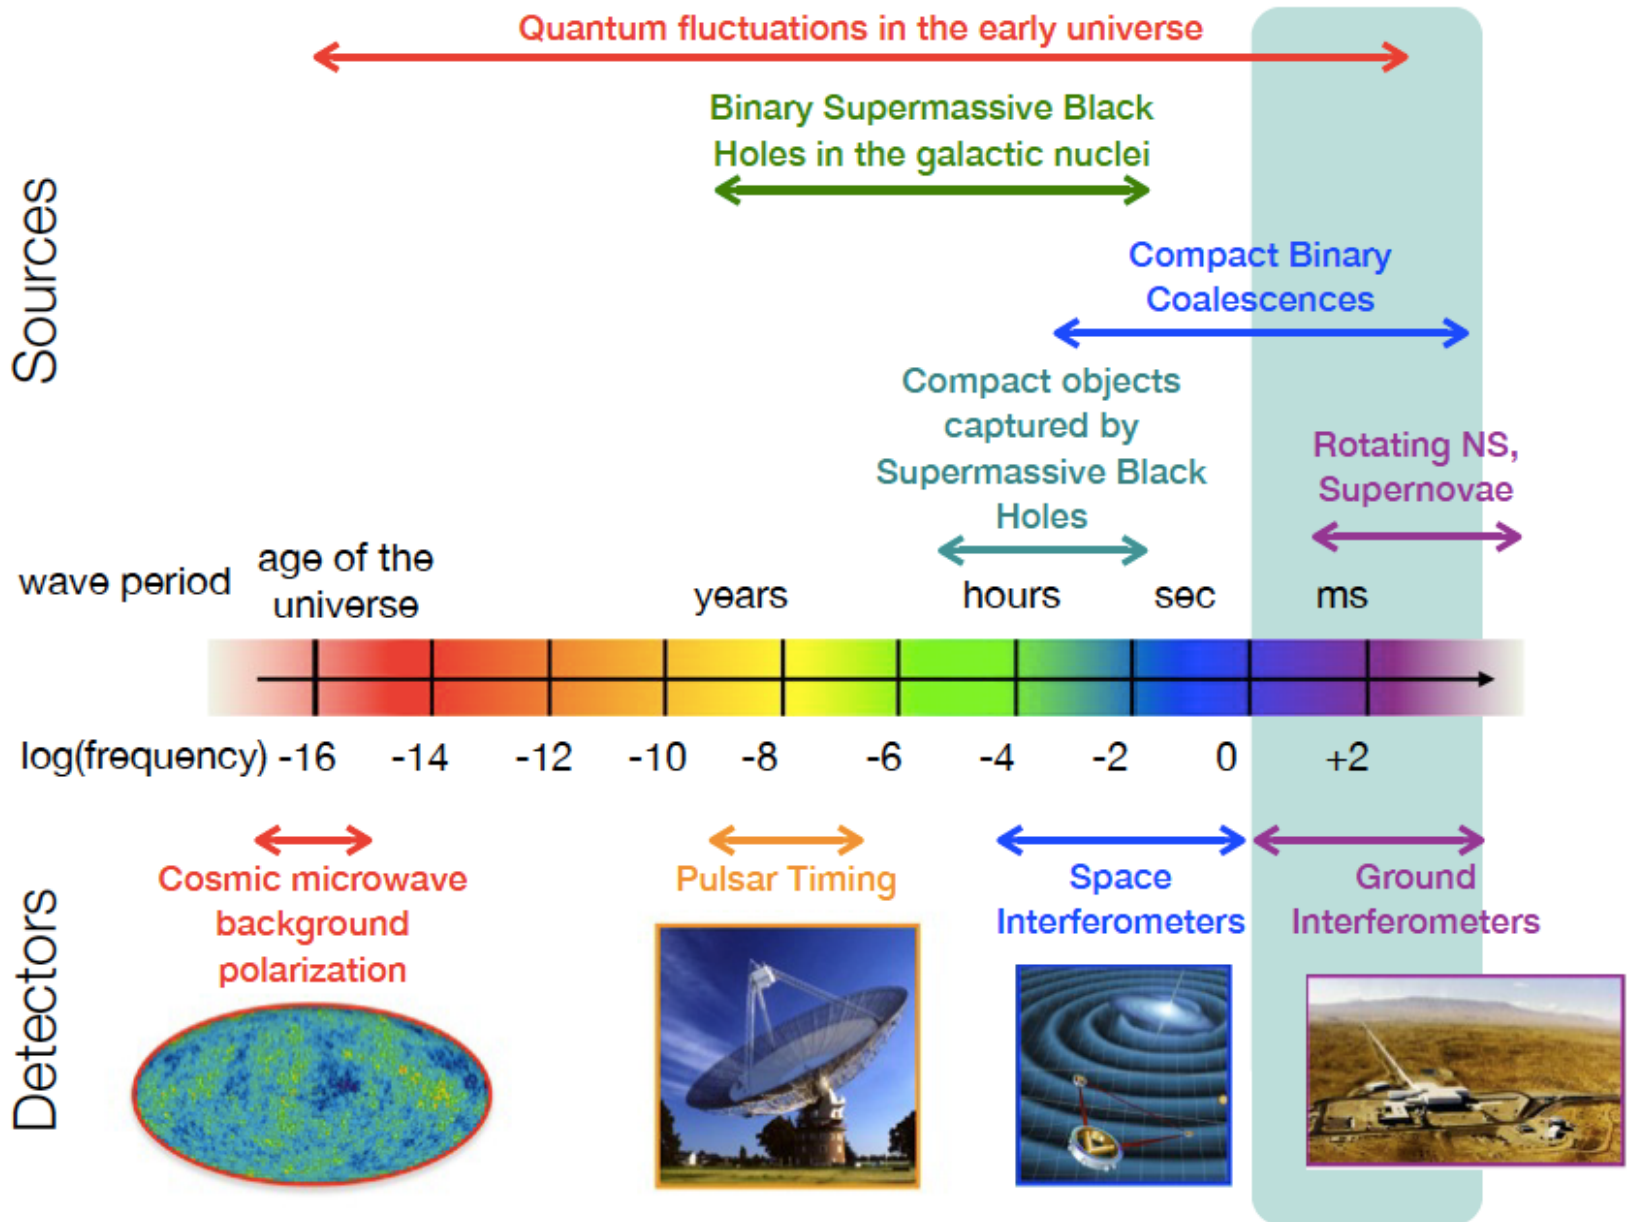 Quantum fluctuations in the early universe
Binary Supermassive Black
Holes in the galactic nuclei
Compact Binary
Coalescences
Compact objects
captured by
Supermassive Black
Holes
Rotating NS,
Supernovae
Sources
wave period
age of the
universe
years
hours
sec
ms
log(frequency)
-16
-14
-12
-10
-8
-6
-4
-2
0
+2
Detectors
Cosmic microwave
background
polarization
Pulsar Timing
Space
Interferometers
Ground
Interferometers